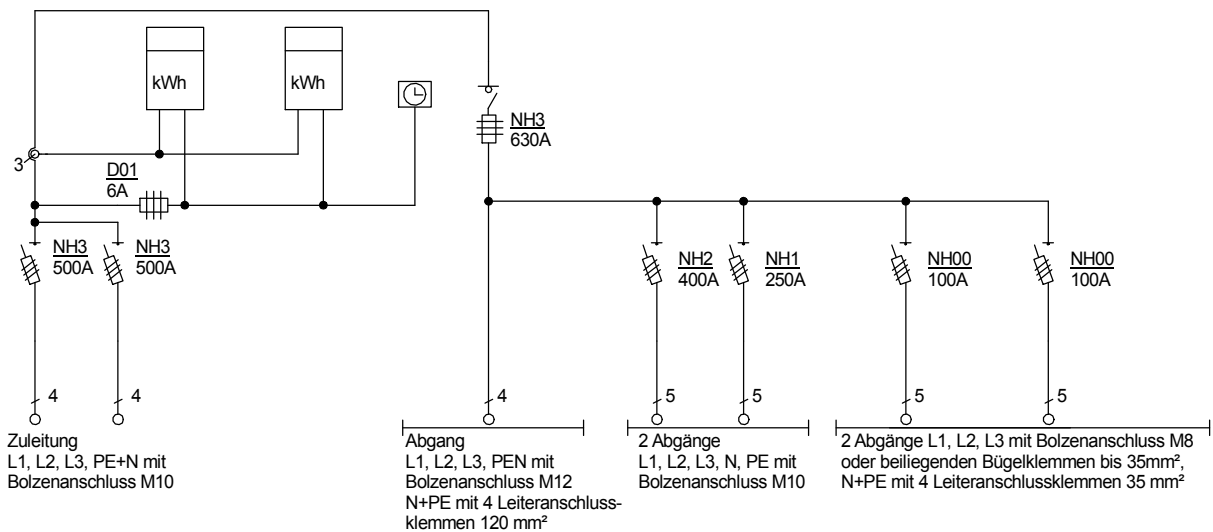 kWh
kWh
NH3
630A
3
D01
6A
NH3
500A
NH3
500A
NH2
400A
NH1
250A
NH00
100A
NH00
100A
4
4
4
5
5
5
5
Zuleitung
L1, L2, L3, PE+N mit
Bolzenanschluss M10
Abgang
L1, L2, L3, PEN mit
Bolzenanschluss M12
N+PE mit 4 Leiteranschluss-
klemmen 120 mm²
2 Abgänge
L1, L2, L3, N, PE mit
Bolzenanschluss M10
2 Abgänge L1, L2, L3 mit Bolzenanschluss M8
oder beiliegenden Bügelklemmen bis 35mm²,
N+PE mit 4 Leiteranschlussklemmen 35 mm²